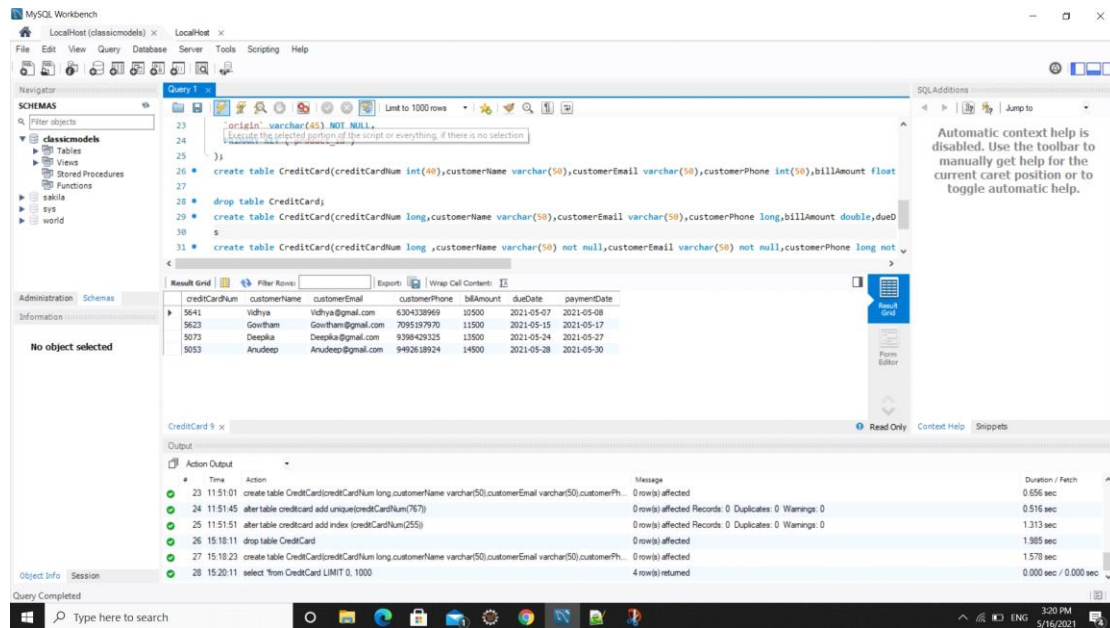 MySQL Workbench
LocalHost (classicmodels) × LocalHost ×
File Edit View Query Database Server Tools Scripting Help
Navigator
SCHEMAS
Filter objects
classicmodels
Tables
Views
Stored Procedures
Functions
sakila
sys
world
Administration Schemas
Information
No object selected
Object Info Session
Query 1 ×
Limit to 1000 rows
23 `origin` varchar(45) NOT NULL,
Execute the selected portion of the script or everything, if there is no selection
24
25 );
26 create table CreditCard(creditCardNum int(40),customerName varchar(50),customerEmail varchar(50),customerPhone int(50),billAmount float
27
28 drop table CreditCard;
29 create table CreditCard(creditCardNum long,customerName varchar(50),customerEmail varchar(50),customerPhone long,billAmount double,dueD
30 s
31 create table CreditCard(creditCardNum long ,customerName varchar(50) not null,customerEmail varchar(50) not null,customerPhone long not
Result Grid Filter Rows: Export: Wrap Cell Content:
creditCardNum customerName customerEmail customerPhone billAmount dueDate paymentDate
5641 Vidhya Vidhya@gmail.com 6304338969 10500 2021-05-07 2021-05-08
5623 Gowtham Gowtham@gmail.com 7095197970 11500 2021-05-15 2021-05-17
5073 Deepika Deepika@gmail.com 9398429325 13500 2021-05-24 2021-05-27
5053 Anudeep Anudeep@gmail.com 9492618924 14500 2021-05-28 2021-05-30
Result Grid
Form Editor
CreditCard 9 ×
Read Only
SQLAdditions
Jump to
Automatic context help is
disabled. Use the toolbar to
manually get help for the
current caret position or to
toggle automatic help.
Context Help Snippets
Output
Action Output
# Time Action Message Duration / Fetch
23 11:51:01 create table CreditCard(creditCardNum long,customerName varchar(50),customerEmail varchar(50),customerPh... 0 row(s) affected 0.656 sec
24 11:51:45 alter table creditcard add unique(creditCardNum(767)) 0 row(s) affected Records: 0 Duplicates: 0 Warnings: 0 0.516 sec
25 11:51:51 alter table creditcard add index (creditCardNum(255)) 0 row(s) affected Records: 0 Duplicates: 0 Warnings: 0 1.313 sec
26 15:18:11 drop table CreditCard 0 row(s) affected 1.985 sec
27 15:18:23 create table CreditCard(creditCardNum long,customerName varchar(50),customerEmail varchar(50),customerPh... 0 row(s) affected 1.578 sec
28 15:20:11 select *from CreditCard LIMIT 0, 1000 4 row(s) returned 0.000 sec / 0.000 sec
Query Completed
Type here to search
ENG
3:20 PM
5/16/2021